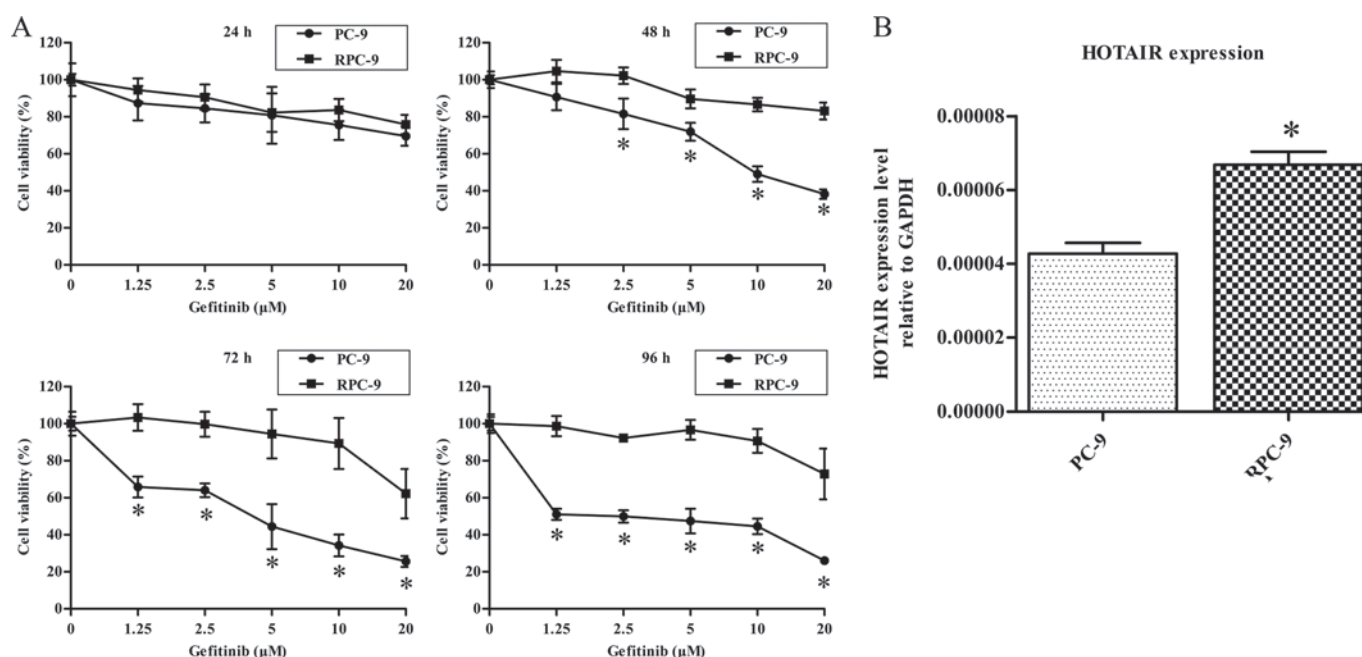 A
24 h
PC-9
RPC-9
Cell viability (%)
120
100
80
60
40
20
0
0 1.25 2.5 5 10 20
Gefitinib (µM)
48 h
PC-9
RPC-9
Cell viability (%)
120
100
80
60
40
20
0
* * * *
0 1.25 2.5 5 10 20
Gefitinib (µM)
72 h
PC-9
RPC-9
Cell viability (%)
120
100
80
60
40
20
0
* * * * *
0 1.25 2.5 5 10 20
Gefitinib (µM)
96 h
PC-9
RPC-9
Cell viability (%)
120
100
80
60
40
20
0
* * * * *
0 1.25 2.5 5 10 20
Gefitinib (µM)
B
HOTAIR expression
HOTAIR expression level
relative to GAPDH
0.00008
0.00006
0.00004
0.00002
0.00000
*
PC-9
RPC-9